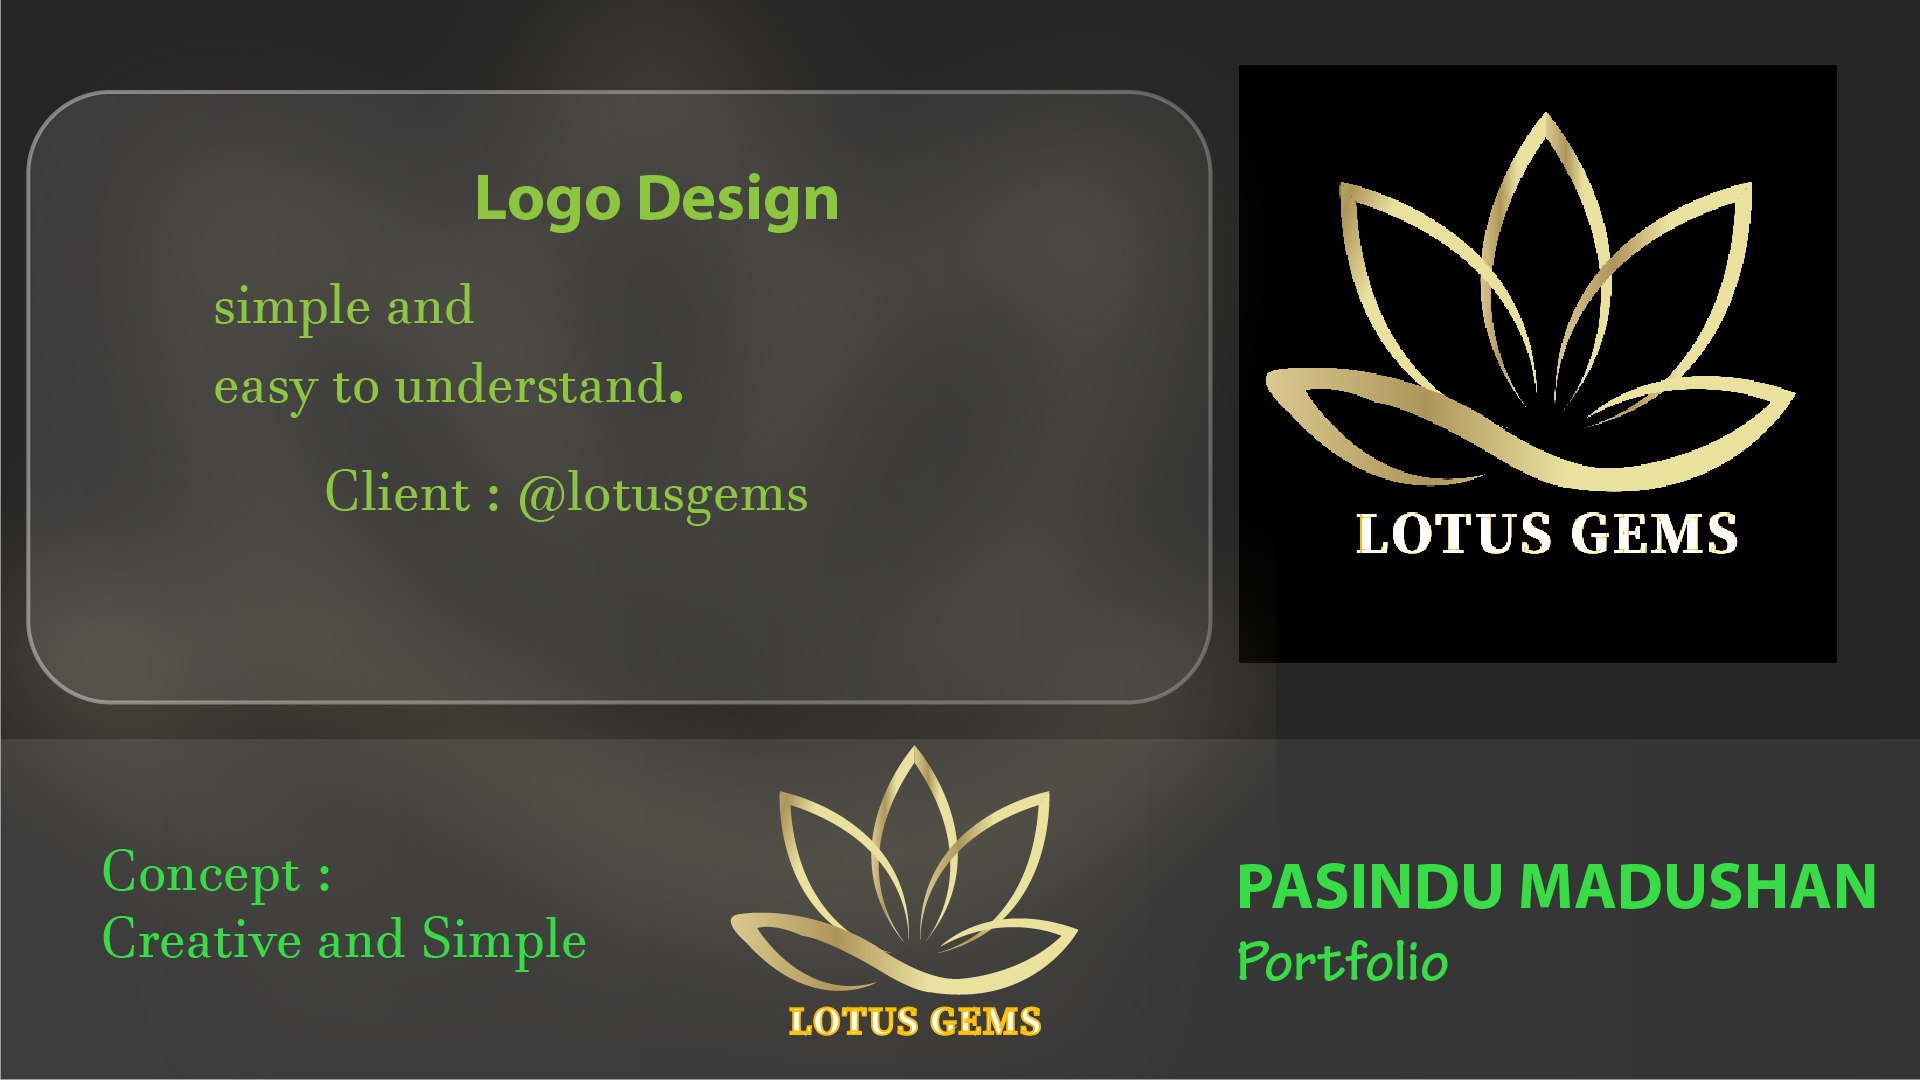 Logo Design
simple and
easy to understand.
Client : @lotusgems
LOTUS GEMS
Concept :
Creative and Simple
LOTUS GEMS
PASINDU MADUSHAN
Portfolio